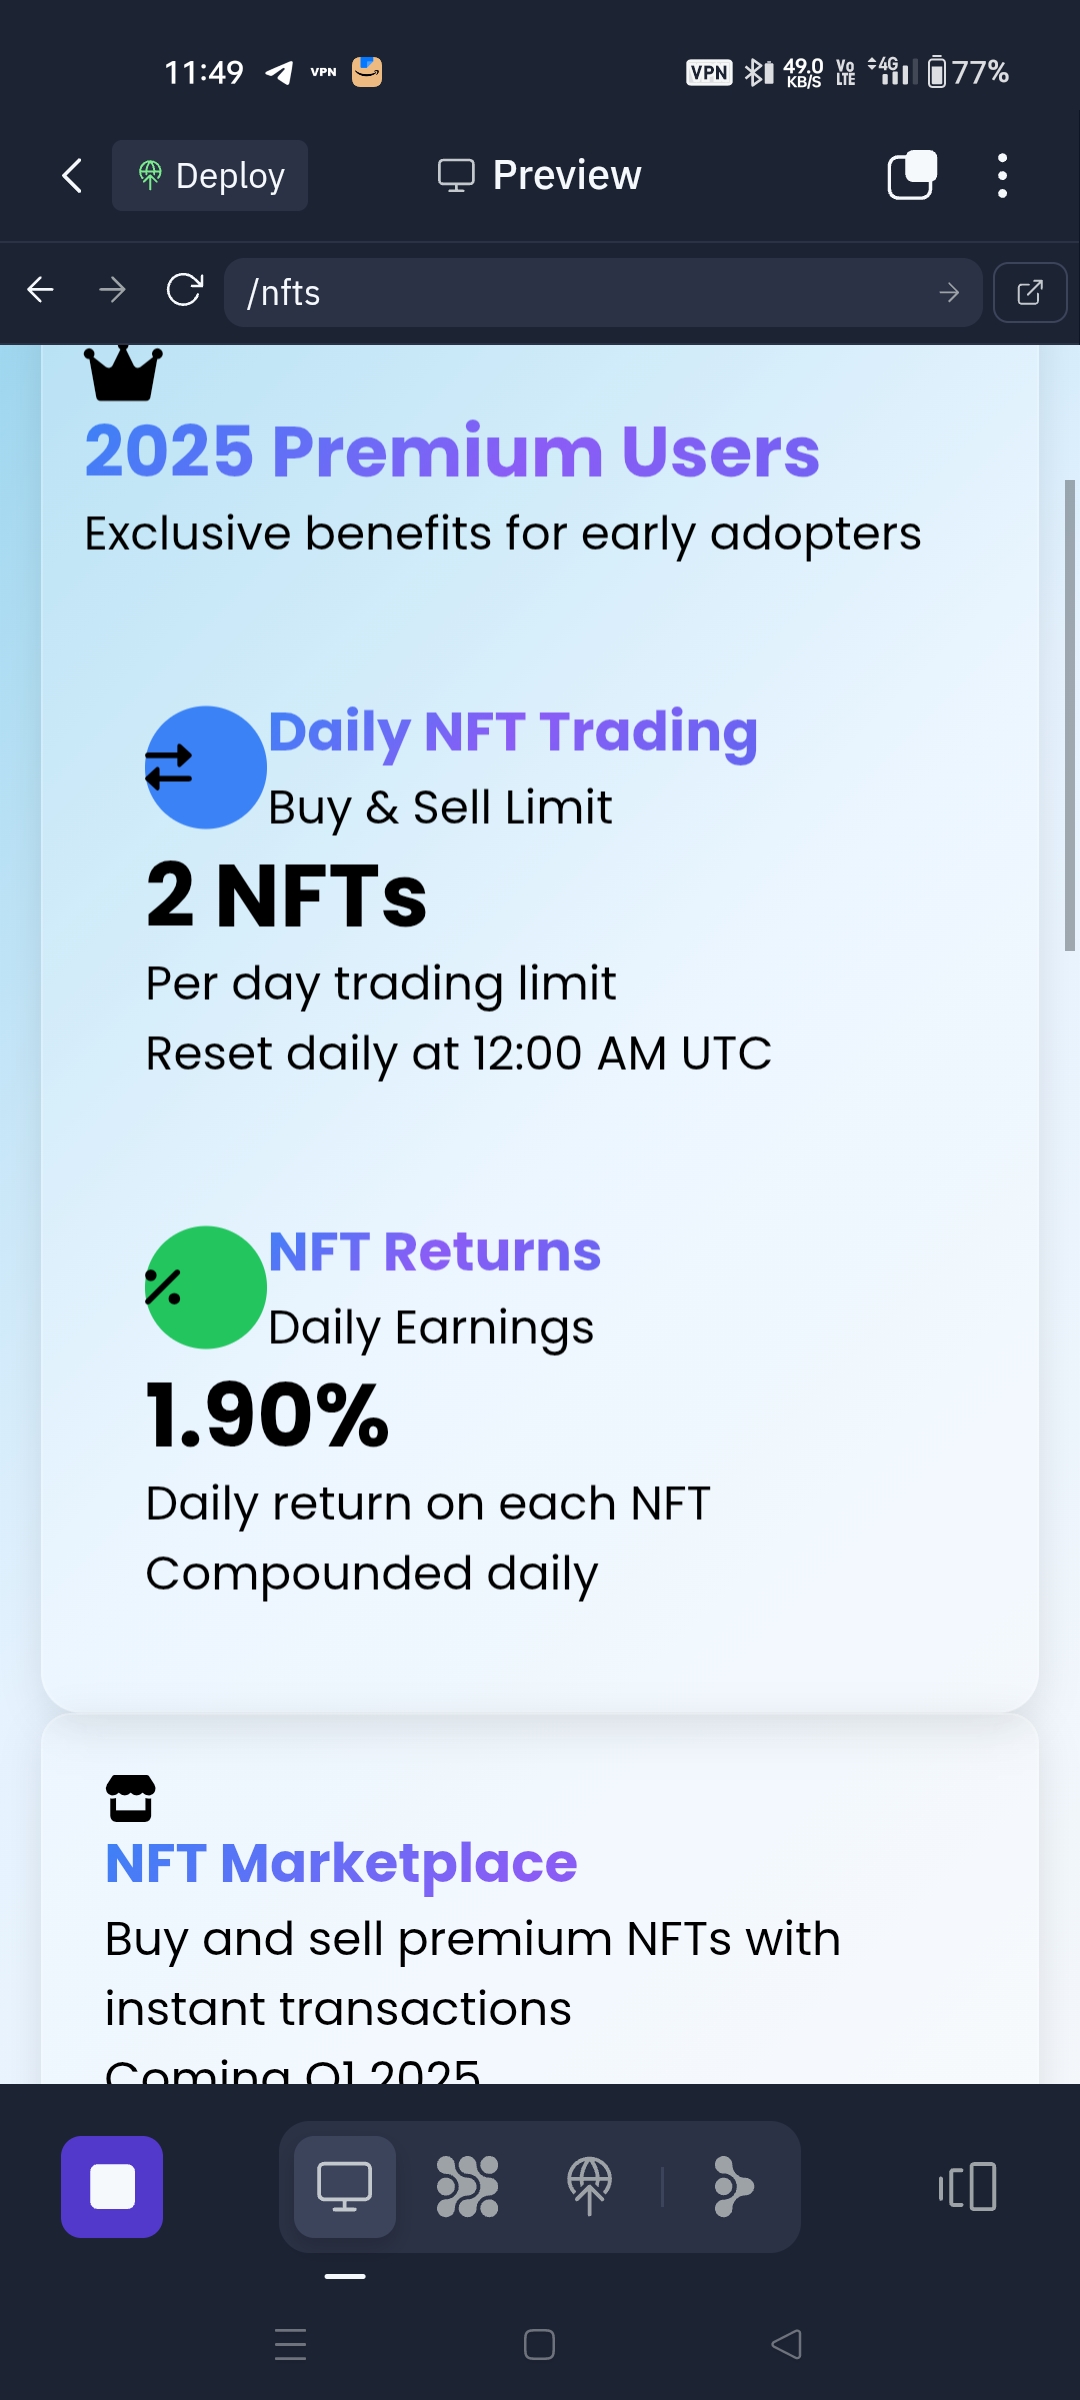 11:49 VPN VPN 49.0 KB/S Vo LTE 4G 77%
Deploy Preview
/nfts
2025 Premium Users
Exclusive benefits for early adopters
Daily NFT Trading
Buy & Sell Limit
2 NFTs
Per day trading limit
Reset daily at 12:00 AM UTC
NFT Returns
Daily Earnings
1.90%
Daily return on each NFT
Compounded daily
NFT Marketplace
Buy and sell premium NFTs with
instant transactions
Coming Q1 2025